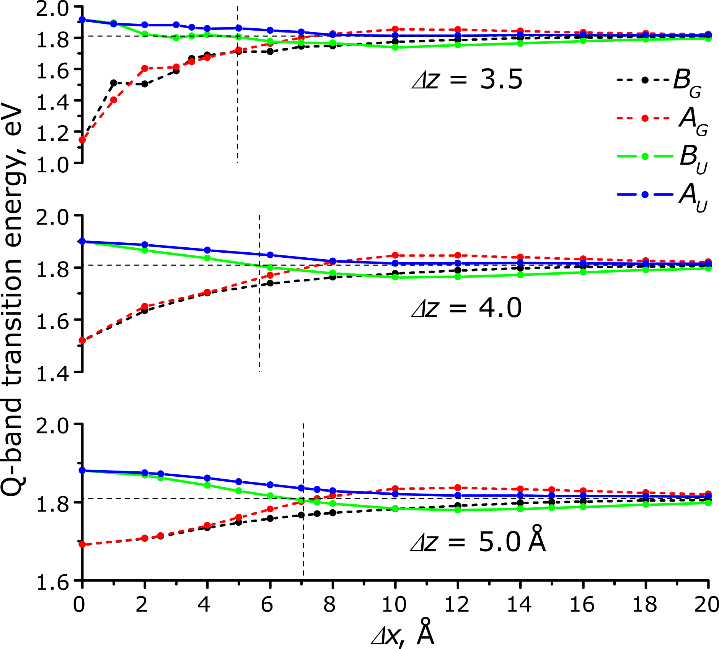 Q-band transition energy, eV
2.0
1.8
1.6
1.4
1.2
1.0
Δz = 3.5
B_G
A_G
B_U
A_U
2.0
1.8
1.6
1.4
Δz = 4.0
2.0
1.8
1.6
Δz = 5.0 Å
0 2 4 6 8 10 12 14 16 18 20
Δx, Å